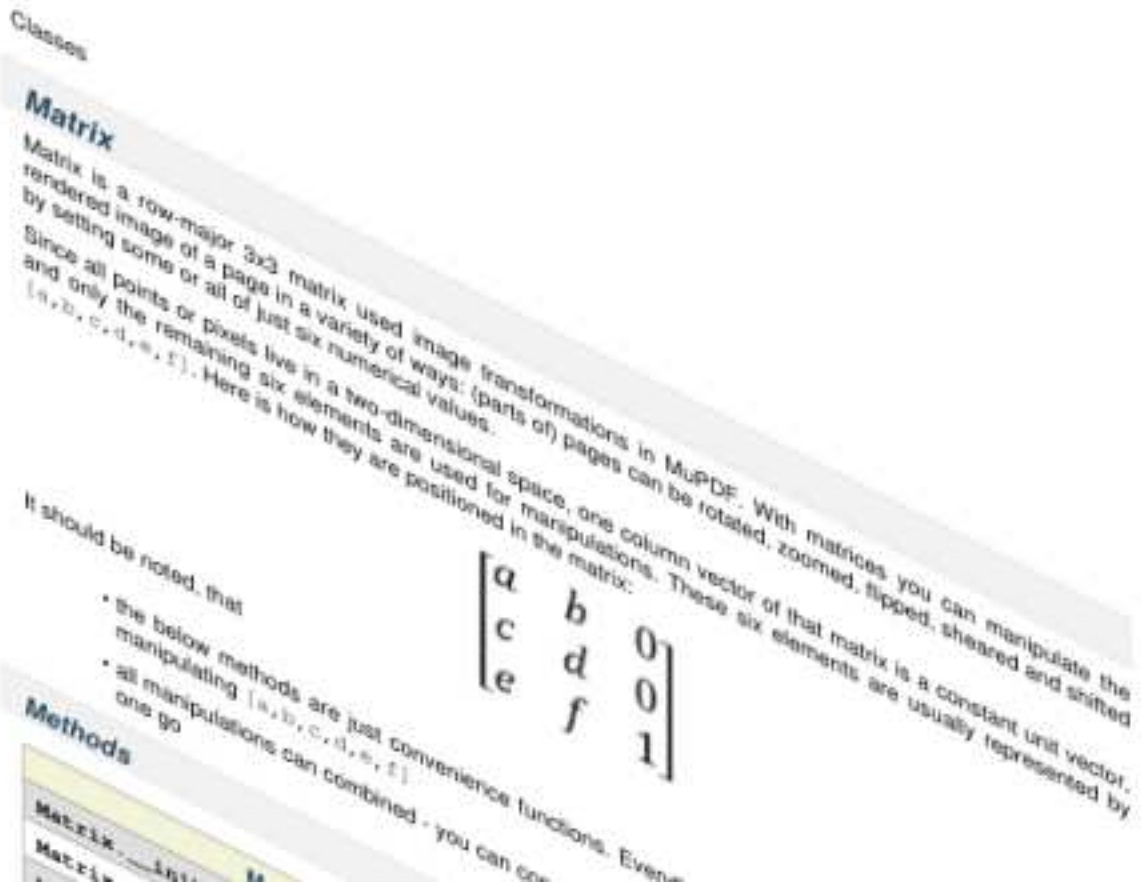 Classes
Matrix
Matrix is a row-major 3x3 matrix used image transformations in MuPDF. With matrices you can manipulate the
rendered image of a page in a variety of ways: (parts of) pages can be rotated, zoomed, flipped, sheared and shifted
by setting some or all of just six numerical values.
Since all points or pixels live in a two-dimensional space, one column vector of that matrix is a constant unit vector,
and only the remaining six elements are used for manipulations. These six elements are usually represented by
[a,b,c,d,e,f]. Here is how they are positioned in the matrix:
a b 0
c d 0
e f 1
It should be noted, that
• the below methods are just convenience functions.
manipulating [a,b,c,d,e,f]
• all manipulations can combined - you can
one go
Methods
Matrix.
Matrix